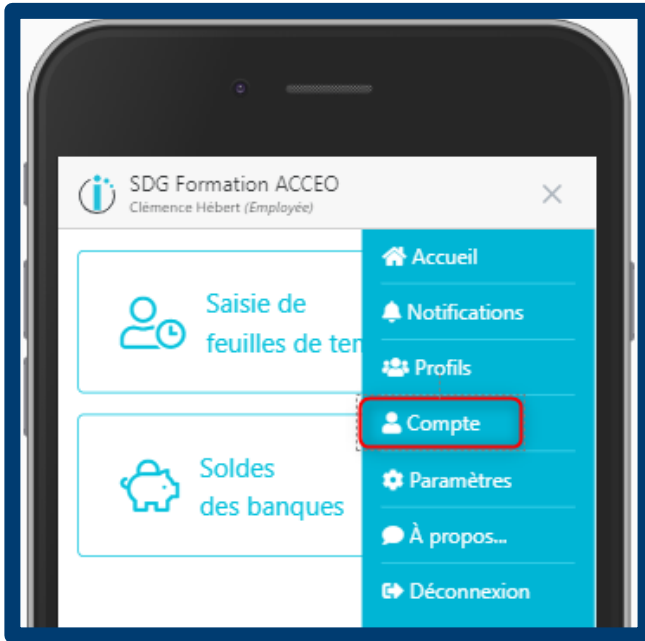 SDG Formation ACCEO
Clémence Hébert (Employée)
Accueil
Notifications
Profils
Compte
Paramètres
À propos...
Déconnexion
Saisie de
feuilles de
Soldes
des banques